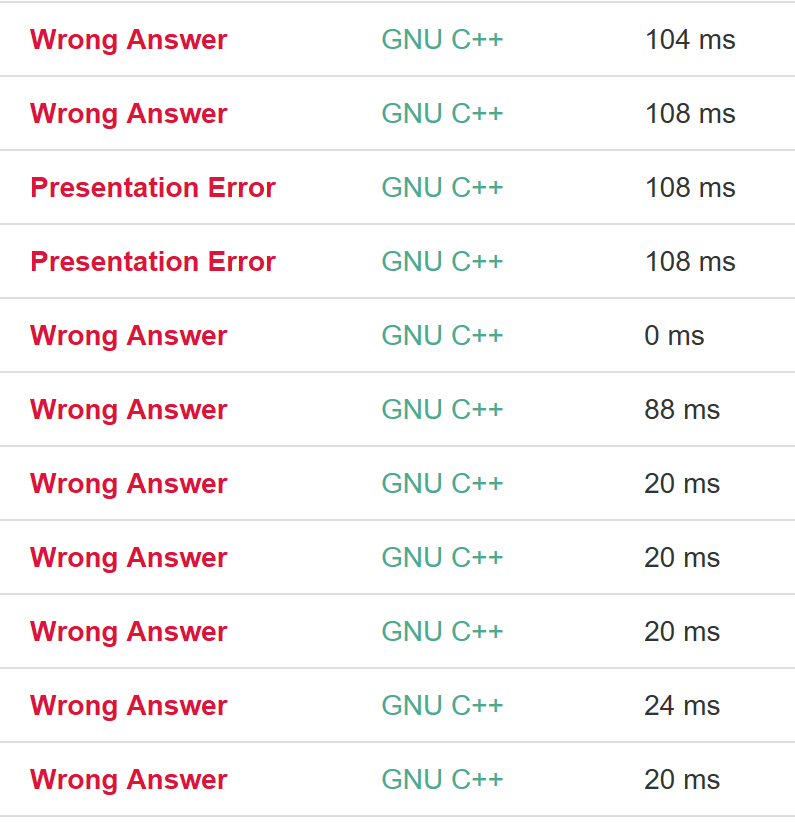 Wrong Answer GNU C++ 104 ms
Wrong Answer GNU C++ 108 ms
Presentation Error GNU C++ 108 ms
Presentation Error GNU C++ 108 ms
Wrong Answer GNU C++ 0 ms
Wrong Answer GNU C++ 88 ms
Wrong Answer GNU C++ 20 ms
Wrong Answer GNU C++ 20 ms
Wrong Answer GNU C++ 20 ms
Wrong Answer GNU C++ 24 ms
Wrong Answer GNU C++ 20 ms